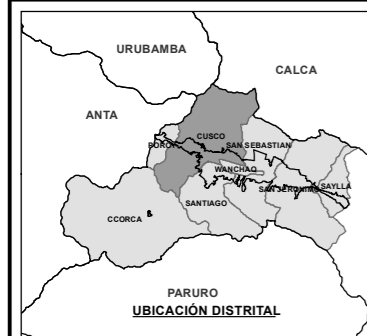 URUBAMBA
CALCA
ANTA
CUSCO
POROY
SAN SEBASTIAN
WANCHAQ
SAN JERONIMO
SAYLLA
SANTIAGO
CCORCA
PARURO
UBICACIÓN DISTRITAL